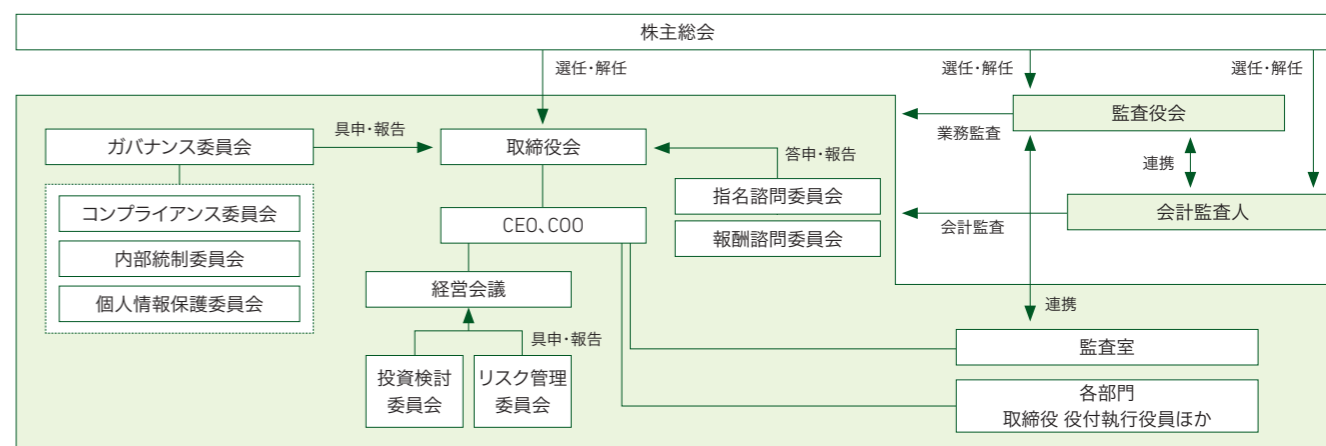 株主総会
選任・解任
選任・解任
選任・解任
監査役会
業務監査
ガバナンス委員会
具申・報告
取締役会
答申・報告
連携
指名諮問委員会
コンプライアンス委員会
会計監査人
CEO、COO
会計監査
報酬諮問委員会
内部統制委員会
経営会議
個人情報保護委員会
連携
具申・報告
監査室
投資検討
委員会
リスク管理
委員会
各部門
取締役 役付執行役員ほか